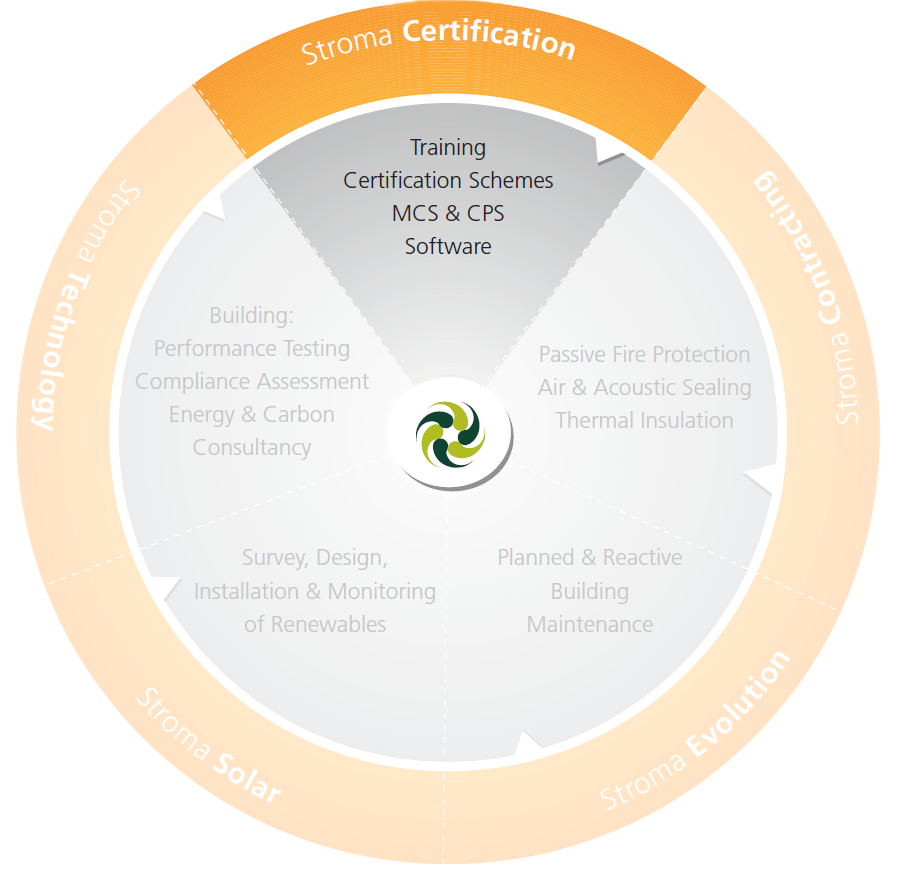 Stroma Certification
Training
Certification Schemes
MCS & CPS
Software
Stroma Contracting
Passive Fire Protection
Air & Acoustic Sealing
Thermal Insulation
Stroma Evolution
Planned & Reactive
Building
Maintenance
Stroma Solar
Survey, Design,
Installation & Monitoring
of Renewables
Stroma Technology
Building:
Performance Testing
Compliance Assessment
Energy & Carbon
Consultancy